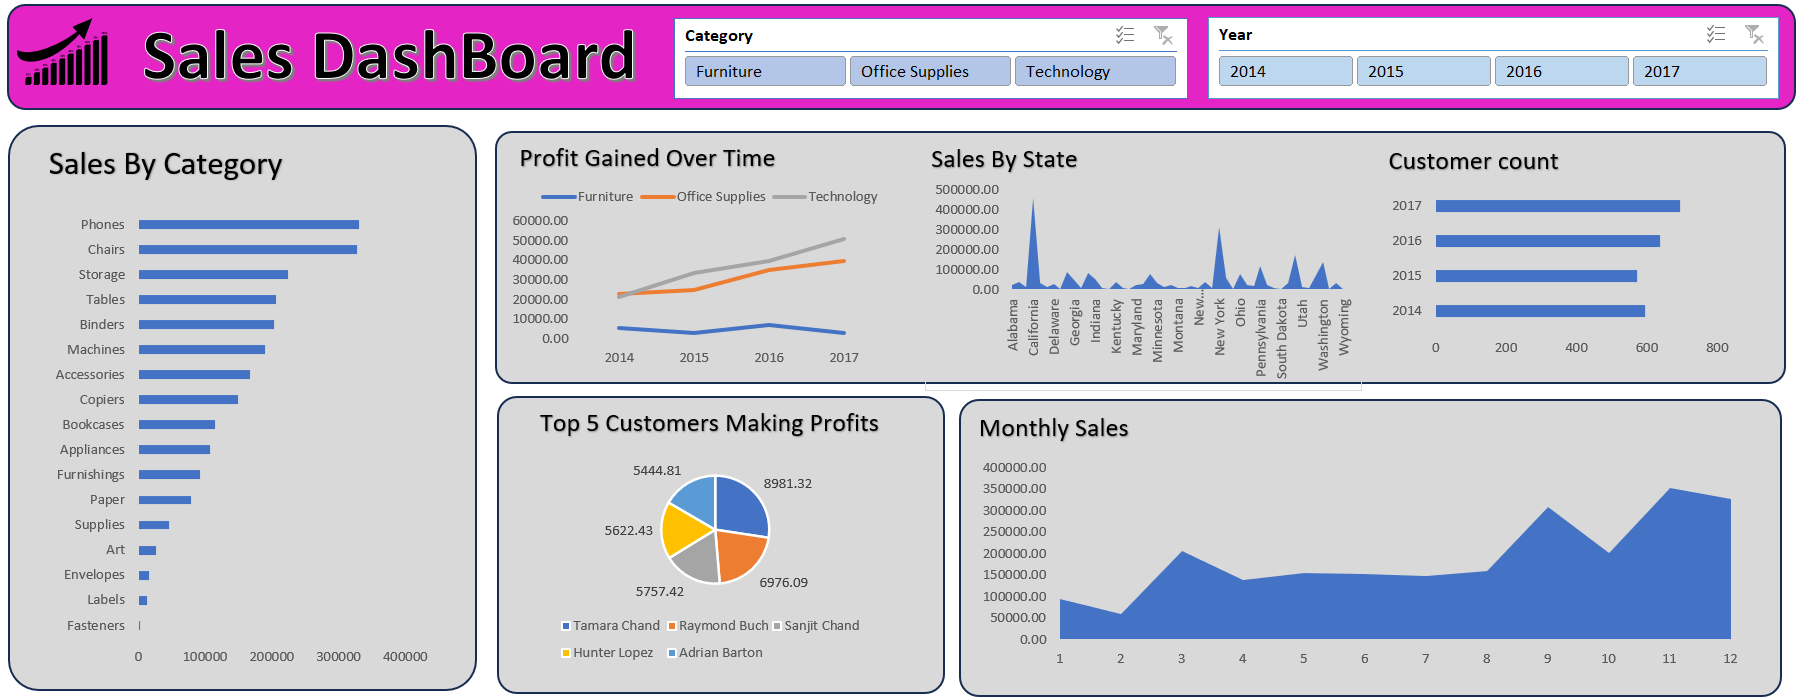 Sales DashBoard
Category
Furniture
Office Supplies
Technology
Year
2014
2015
2016
2017
Sales By Category
Phones
Chairs
Storage
Tables
Binders
Machines
Accessories
Copiers
Bookcases
Appliances
Furnishings
Paper
Supplies
Art
Envelopes
Labels
Fasteners
0 100000 200000 300000 400000
Profit Gained Over Time
Furniture Office Supplies Technology
60000.00
50000.00
40000.00
30000.00
20000.00
10000.00
0.00
2014 2015 2016 2017
Sales By State
500000.00
400000.00
300000.00
200000.00
100000.00
0.00
Alabama
California
Delaware
Georgia
Indiana
Kentucky
Maryland
Minnesota
Montana
New...
New York
Ohio
Pennsylvania
South Dakota
Utah
Washington
Wyoming
Customer count
2017
2016
2015
2014
0 200 400 600 800
Top 5 Customers Making Profits
5444.81
8981.32
5622.43
6976.09
5757.42
Tamara Chand Raymond Buch Sanjit Chand
Hunter Lopez Adrian Barton
Monthly Sales
400000.00
350000.00
300000.00
250000.00
200000.00
150000.00
100000.00
50000.00
0.00
1 2 3 4 5 6 7 8 9 10 11 12